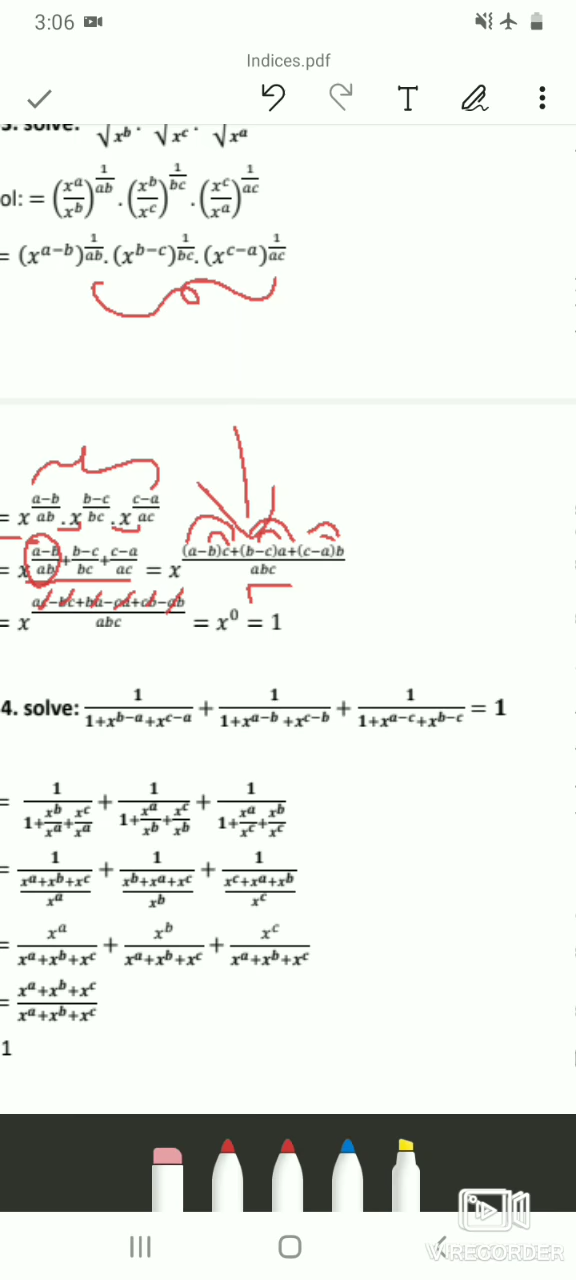 3:06
Indices.pdf
T
3. solve: √x^b · √x^c · √x^a
ol: = (x^a/x^b)^(1/ab) . (x^b/x^c)^(1/bc) . (x^c/x^a)^(1/ac)
= (x^(a−b))^(1/ab) . (x^(b−c))^(1/bc) . (x^(c−a))^(1/ac)
= x^((a−b)/ab) . x^((b−c)/bc) . x^((c−a)/ac)
= x^((a−b)/ab + (b−c)/bc + (c−a)/ac) = x^(((a−b)c+(b−c)a+(c−a)b)/abc)
= x^((ac−bc+ba−ca+cb−ab)/abc) = x^0 = 1
4. solve: 1/(1+x^(b−a)+x^(c−a)) + 1/(1+x^(a−b)+x^(c−b)) + 1/(1+x^(a−c)+x^(b−c)) = 1
= 1/(1+x^b/x^a+x^c/x^a) + 1/(1+x^a/x^b+x^c/x^b) + 1/(1+x^a/x^c+x^b/x^c)
= 1/((x^a+x^b+x^c)/x^a) + 1/((x^b+x^a+x^c)/x^b) + 1/((x^c+x^a+x^b)/x^c)
= x^a/(x^a+x^b+x^c) + x^b/(x^a+x^b+x^c) + x^c/(x^a+x^b+x^c)
= (x^a+x^b+x^c)/(x^a+x^b+x^c)
1
VRECORDER